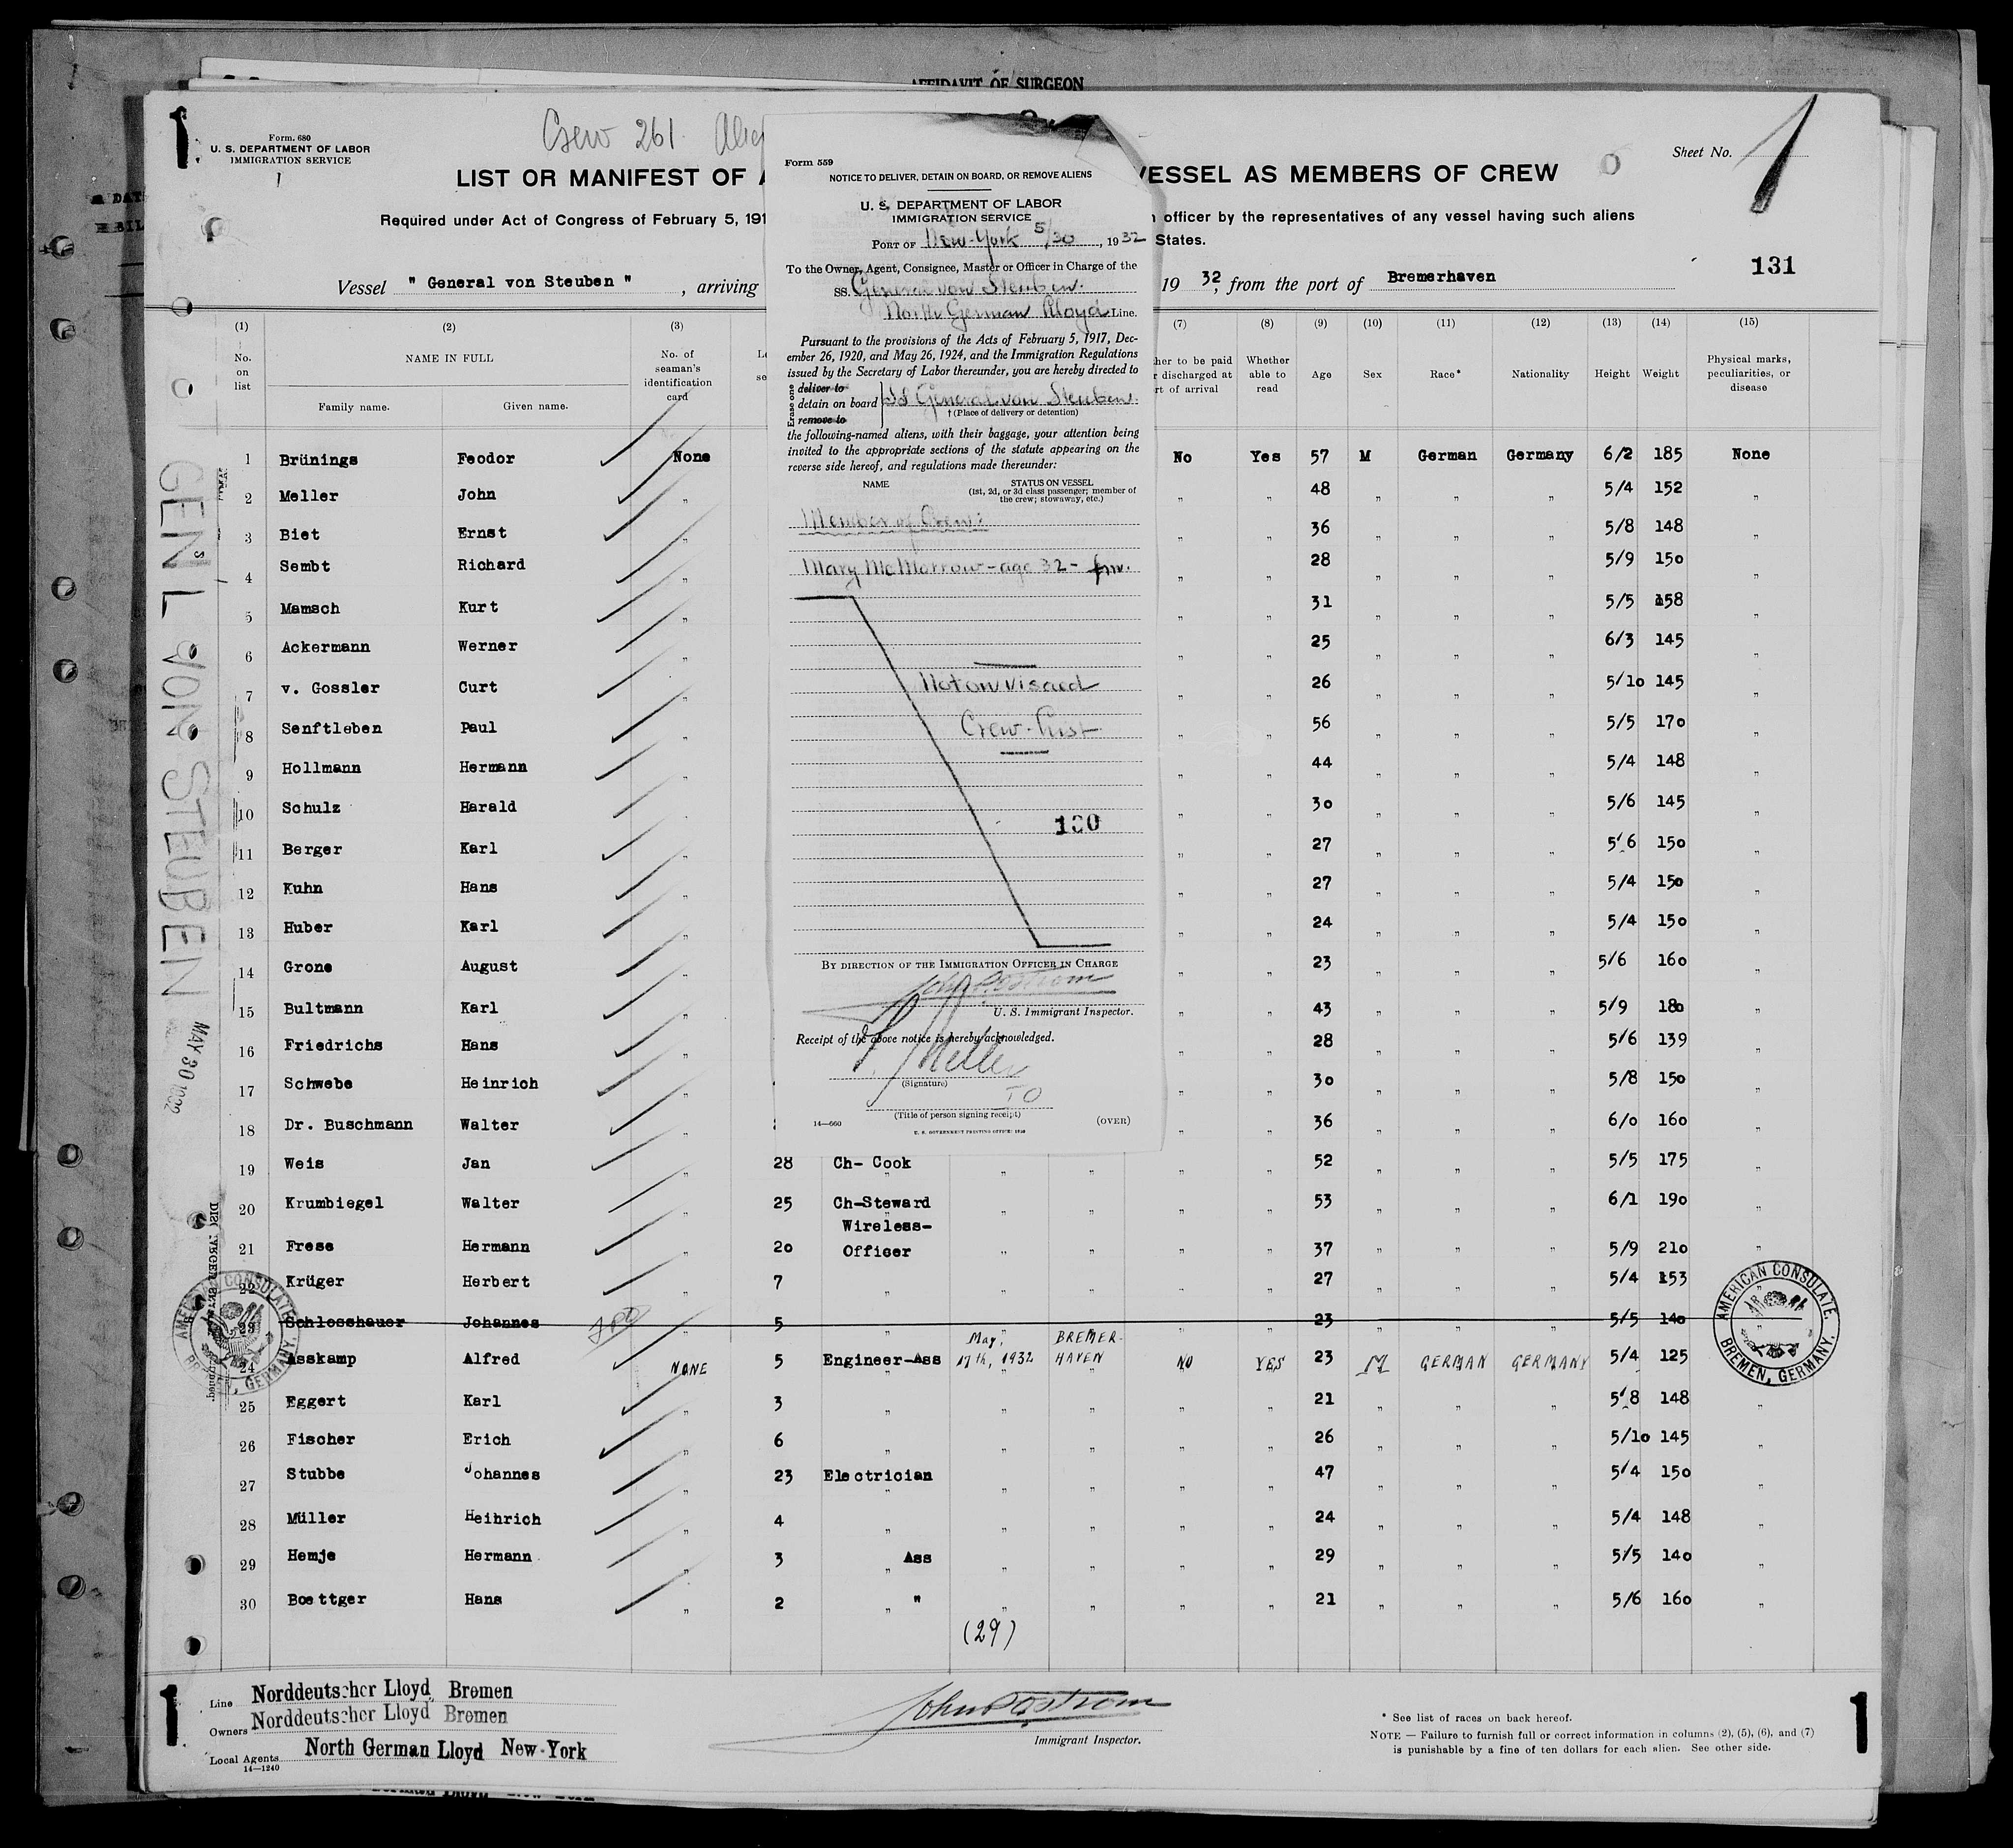 AFFIDAVIT OF SURGEON
1
Form. 680
U. S. DEPARTMENT OF LABOR
IMMIGRATION SERVICE
Crew 261
Sheet No. 1
LIST OR MANIFEST OF A
VESSEL AS MEMBERS OF CREW
Required under Act of Congress of February 5, 191
officer by the representatives of any vessel having such aliens
States.
131
Vessel " General von Steuben " , arriving
19 32, from the port of Bremerhaven
Form 559
NOTICE TO DELIVER, DETAIN ON BOARD, OR REMOVE ALIENS
U. S. DEPARTMENT OF LABOR
IMMIGRATION SERVICE
PORT OF New-York 5/30, 1932
To the Owner, Agent, Consignee, Master or Officer in Charge of the
SS. General von Steuben.
North German Lloyd Line.
Pursuant to the provisions of the Acts of February 5, 1917, Dec-
ember 26, 1920, and May 26, 1924, and the Immigration Regulations
issued by the Secretary of Labor thereunder, you are hereby directed to
Erase one
deliver to
detain on board
remove to
SS General von Steuben.
† (Place of delivery or detention)
the following-named aliens, with their baggage, your attention being
invited to the appropriate sections of the statute appearing on the
reverse side hereof, and regulations made thereunder:
NAME
STATUS ON VESSEL
(1st, 2d, or 3d class passenger; member of
the crew; stowaway, etc.)
Member of Crew:
Mary McMorrow - age 32 -
Not on visaed
Crew-List
130
BY DIRECTION OF THE IMMIGRATION OFFICER IN CHARGE
U. S. Immigrant Inspector.
Receipt of the above notice is hereby acknowledged.
(Signature)
(Title of person signing receipt)
14—660
(OVER)
(1) (2) (3) (7) (8) (9) (10) (11) (12) (13) (14) (15)
No. on list
NAME IN FULL
Family name. Given name.
No. of seaman's identification card
her to be paid
discharged at
rt of arrival
Whether able to read
Age Sex Race* Nationality Height Weight
Physical marks, peculiarities, or disease
1 Brünings Feodor None No Yes 57 M German Germany 6/2 185 None
2 Meller John " " " 48 " " " 5/4 152 "
3 Biet Ernst " " " 36 " " " 5/8 148 "
4 Sembt Richard " " " 28 " " " 5/9 150 "
5 Mamsch Kurt " " " 31 " " " 5/5 158 "
6 Ackermann Werner " " " 25 " " " 6/3 145 "
7 v. Gossler Curt " " " 26 " " " 5/10 145 "
8 Senftleben Paul " " " 56 " " " 5/5 170 "
9 Hollmann Hermann " " " 44 " " " 5/4 148 "
10 Schulz Harald " " " 30 " " " 5/6 145 "
11 Berger Karl " " " 27 " " " 5/6 150 "
12 Kuhn Hans " " " 27 " " " 5/4 150 "
13 Huber Karl " " " 24 " " " 5/4 150 "
14 Grone August " " " 23 " " " 5/6 160 "
15 Bultmann Karl " " " 43 " " " 5/9 180 "
16 Friedrichs Hans " " " 28 " " " 5/6 139 "
17 Schwebe Heinrich " " " 30 " " " 5/8 150 "
18 Dr. Buschmann Walter " " " 36 " " " 6/0 160 "
19 Weis Jan " 28 Ch- Cook " " " " 52 " " " 5/5 175 "
20 Krumbiegel Walter " 25 Ch-Steward " " " " 53 " " " 6/1 190 "
Wireless-
21 Frese Hermann " 20 Officer " " " " 37 " " " 5/9 210 "
22 Krüger Herbert " 7 " " " " " 27 " " " 5/4 153 "
23 Schlosshauer Johannes " 5 " " " " " 23 " " " 5/5 140 "
24 Asskamp Alfred NONE 5 Engineer-Ass May, 17th, 1932 BREMER-HAVEN NO YES 23 M GERMAN GERMANY 5/4 125
25 Eggert Karl " 3 " " " " " 21 " " " 5/8 148 "
26 Fischer Erich " 6 " " " " " 26 " " " 5/10 145 "
27 Stubbe Johannes " 23 Electrician " " " " 47 " " " 5/4 150 "
28 Müller Heihrich " 4 " " " " " 24 " " " 5/4 148 "
29 Hemje Hermann " 3 " Ass " " " " 29 " " " 5/5 140 "
30 Boettger Hans " 2 " " " " " " 21 " " " 5/6 160 "
(29)
GEN'L VON STEUBEN MAY 30 1932
AMERICAN CONSULATE, BREMEN, GERMANY.
AMERICAN CONSULATE, BREMEN, GERMANY.
Line Norddeutscher Lloyd, Bremen
Owners Norddeutscher Lloyd Bremen
Local Agents North German Lloyd New-York
14—1240
Immigrant Inspector.
* See list of races on back hereof.
NOTE — Failure to furnish full or correct information in columns (2), (5), (6), and (7)
is punishable by a fine of ten dollars for each alien. See other side.
1
1